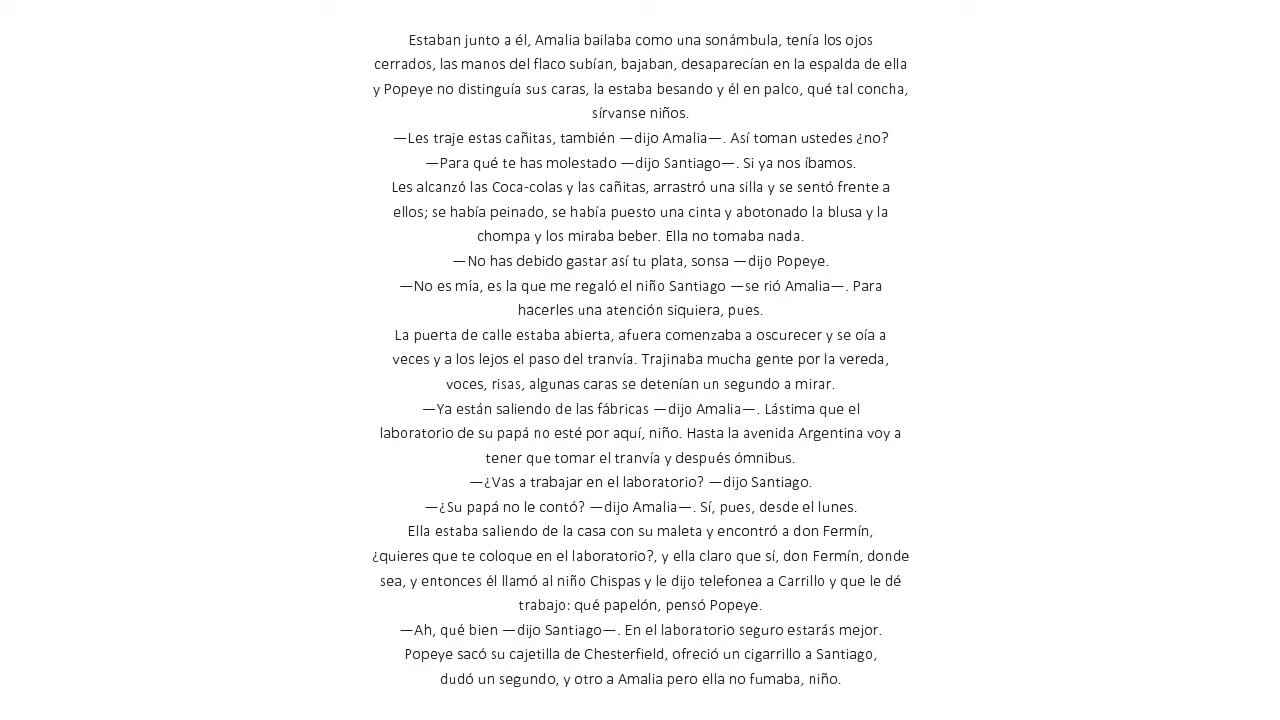 Estaban junto a él, Amalia bailaba como una sonámbula, tenía los ojos
cerrados, las manos del flaco subían, bajaban, desaparecían en la espalda de ella
y Popeye no distinguía sus caras, la estaba besando y él en palco, qué tal concha,
sírvanse niños.
—Les traje estas cañitas, también —dijo Amalia—. Así toman ustedes ¿no?
—Para qué te has molestado —dijo Santiago—. Si ya nos íbamos.
Les alcanzó las Coca-colas y las cañitas, arrastró una silla y se sentó frente a
ellos; se había peinado, se había puesto una cinta y abotonado la blusa y la
chompa y los miraba beber. Ella no tomaba nada.
—No has debido gastar así tu plata, sonsa —dijo Popeye.
—No es mía, es la que me regaló el niño Santiago —se rió Amalia—. Para
hacerles una atención siquiera, pues.
La puerta de calle estaba abierta, afuera comenzaba a oscurecer y se oía a
veces y a los lejos el paso del tranvía. Trajinaba mucha gente por la vereda,
voces, risas, algunas caras se detenían un segundo a mirar.
—Ya están saliendo de las fábricas —dijo Amalia—. Lástima que el
laboratorio de su papá no esté por aquí, niño. Hasta la avenida Argentina voy a
tener que tomar el tranvía y después ómnibus.
—¿Vas a trabajar en el laboratorio? —dijo Santiago.
—¿Su papá no le contó? —dijo Amalia—. Sí, pues, desde el lunes.
Ella estaba saliendo de la casa con su maleta y encontró a don Fermín,
¿quieres que te coloque en el laboratorio?, y ella claro que sí, don Fermín, donde
sea, y entonces él llamó al niño Chispas y le dijo telefonea a Carrillo y que le dé
trabajo: qué papelón, pensó Popeye.
—Ah, qué bien —dijo Santiago—. En el laboratorio seguro estarás mejor.
Popeye sacó su cajetilla de Chesterfield, ofreció un cigarrillo a Santiago,
dudó un segundo, y otro a Amalia pero ella no fumaba, niño.